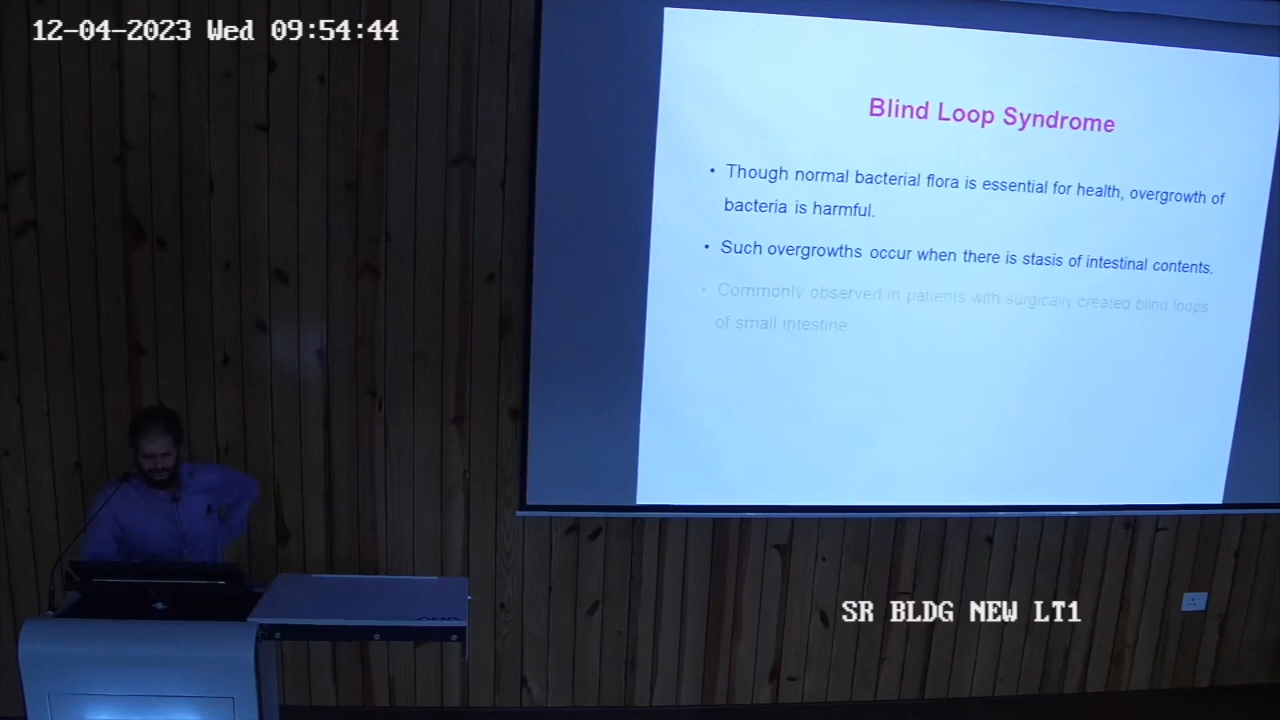 12-04-2023 Wed 09:54:44
Blind Loop Syndrome
• Though normal bacterial flora is essential for health, overgrowth of
bacteria is harmful.
• Such overgrowths occur when there is stasis of intestinal contents.
• Commonly observed in patients with surgically created blind loops
of small intestine
SR BLDG NEW LT1